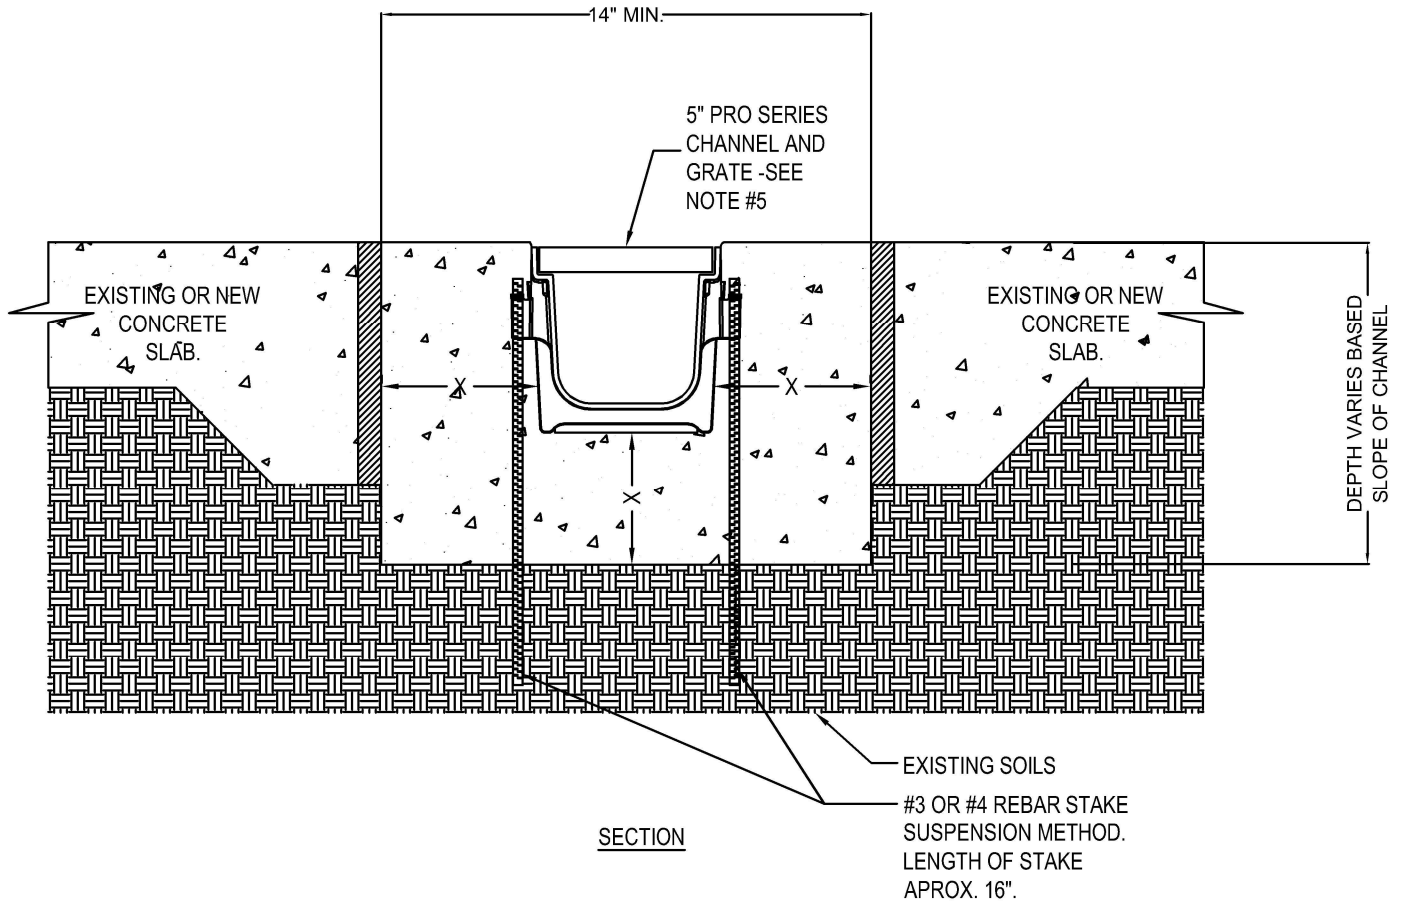 14" MIN.
5" PRO SERIES
CHANNEL AND
GRATE -SEE
NOTE #5
EXISTING OR NEW
CONCRETE
SLAB.
EXISTING OR NEW
CONCRETE
SLAB.
X
X
X
DEPTH VARIES BASED
SLOPE OF CHANNEL
EXISTING SOILS
#3 OR #4 REBAR STAKE
SUSPENSION METHOD.
LENGTH OF STAKE
APROX. 16".
SECTION